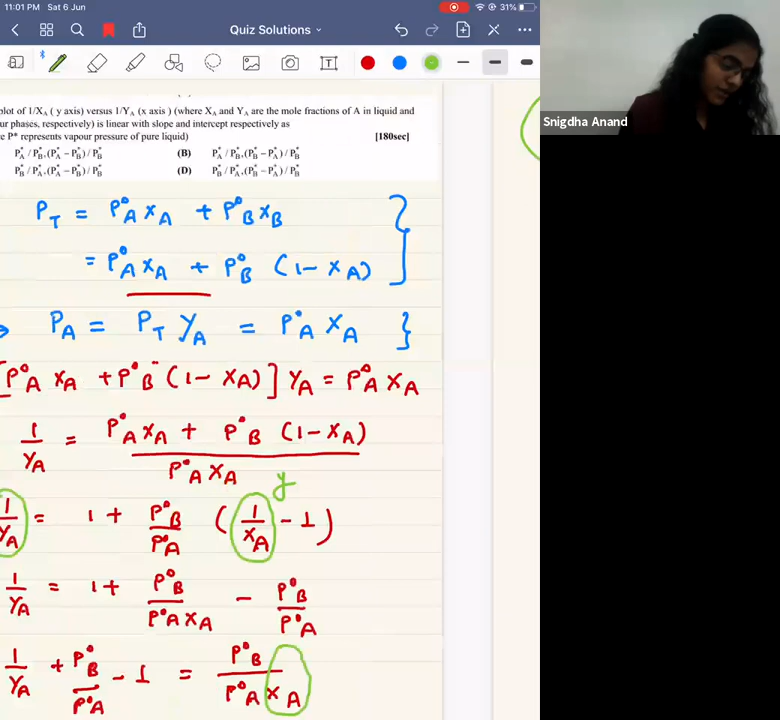 11:01 PM Sat 6 Jun 31%
Quiz Solutions
plot of 1/X_A ( y axis) versus 1/Y_A (x axis ) (where X_A and Y_A are the mole fractions of A in liquid and
our phases, respectively) is linear with slope and intercept respectively as
P* represents vapour pressure of pure liquid) [180sec]
P*_A / P*_B, (P*_A − P*_B) / P*_B (B) P*_A / P*_B, (P*_B − P*_A) / P*_B
P*_B / P*_A, (P*_A − P*_B) / P*_B (D) P*_B / P*_A, (P*_B − P*_A) / P*_B
P_T = P°_A x_A + P°_B x_B
= P°_A x_A + P°_B (1 - x_A)
P_A = P_T y_A = P°_A x_A
[P°_A x_A + P°_B (1 - x_A)] y_A = P°_A x_A
1/y_A = P°_A x_A + P°_B (1 - x_A) / P°_A x_A
y
1/y_A = 1 + P°_B/P°_A (1/x_A - 1)
1/y_A = 1 + P°_B/P°_A x_A - P°_B/P°_A
1/y_A + P°_B/P°_A - 1 = P°_B/P°_A x_A
Snigdha Anand